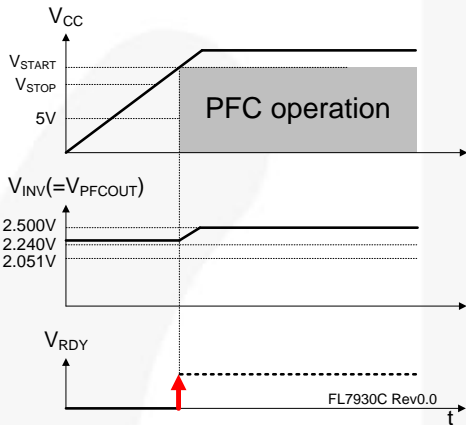 VCC
VSTART
VSTOP
5V
PFC operation
VINV(=VPFCOUT)
2.500V
2.240V
2.051V
VRDY
FL7930C Rev0.0
t